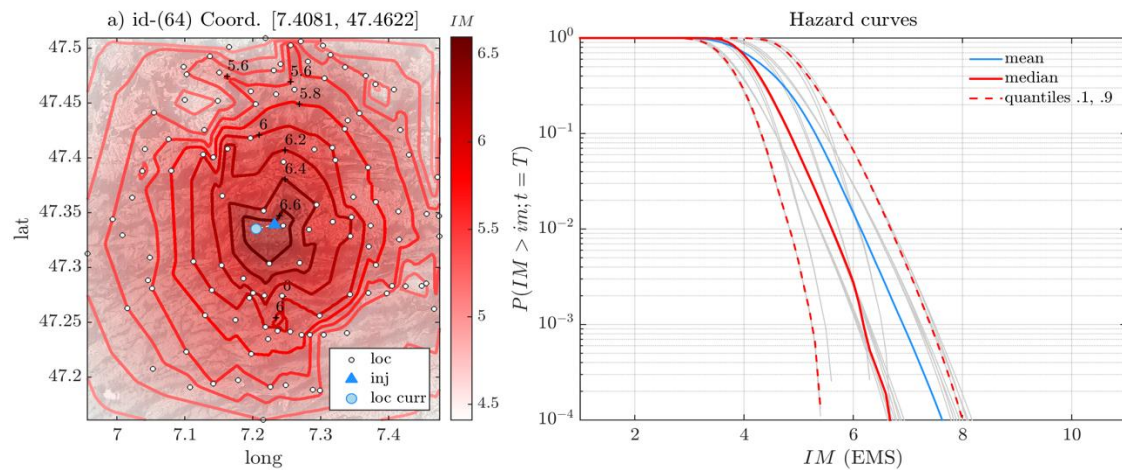 a) id-(64) Coord. [7.4081, 47.4622]
IM
47.5
47.45
47.4
47.35
47.3
47.25
47.2
lat
7
7.1
7.2
7.3
7.4
long
5.6
5.6
5.8
6
6.2
6.4
6.6
6
6
loc
inj
loc curr
6.5
6
5.5
5
4.5
Hazard curves
mean
median
quantiles .1, .9
10^0
10^-1
10^-2
10^-3
10^-4
P(IM > im; t = T)
2
4
6
8
10
IM (EMS)